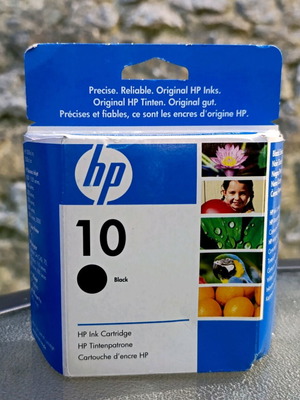 Precise. Reliable. Original HP Inks.
Original HP Tinten. Original gut.
Précises et fiables, ce sont les encres d'origine HP.
hp
10
Black
HP Ink Cartridge
HP Tintenpatrone
Cartouche d'encre HP